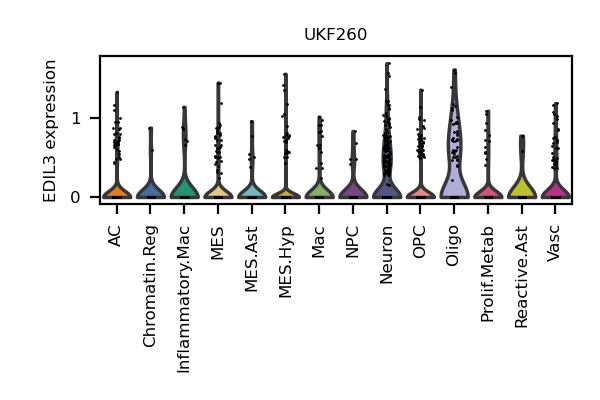 UKF260
EDIL3 expression
1
0
AC
Chromatin.Reg
Inflammatory.Mac
MES
MES.Ast
MES.Hyp
Mac
NPC
Neuron
OPC
Oligo
Prolif.Metab
Reactive.Ast
Vasc